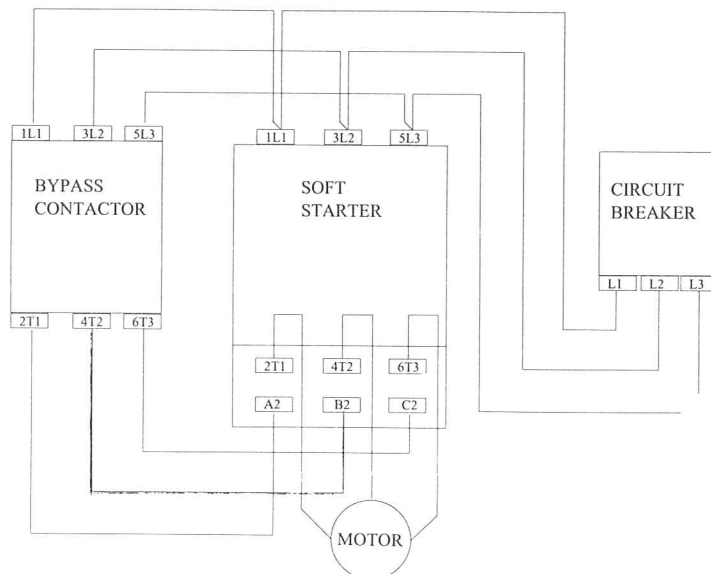 1L1 3L2 5L3
1L1 3L2 5L3
BYPASS
CONTACTOR
SOFT
STARTER
CIRCUIT
BREAKER
L1 L2 L3
2T1 4T2 6T3
2T1 4T2 6T3
A2 B2 C2
MOTOR